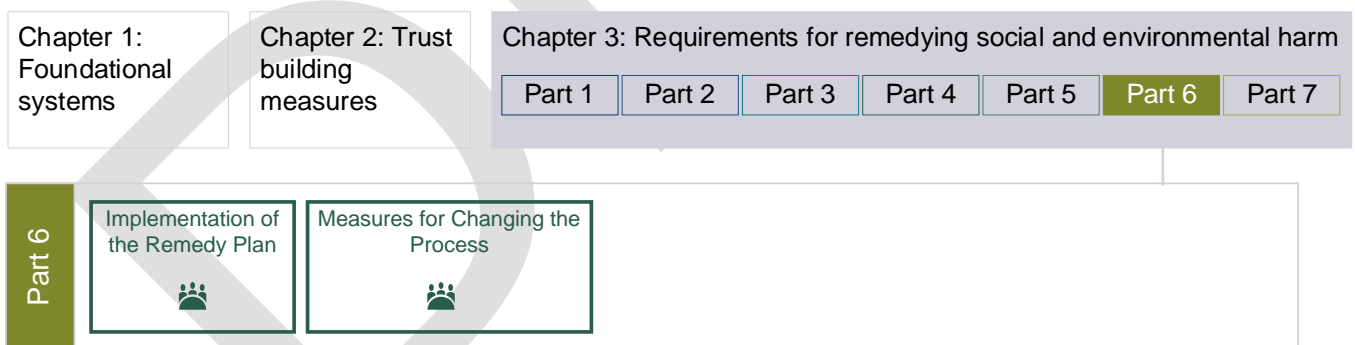 Chapter 1:
Foundational
systems
Chapter 2: Trust
building
measures
Chapter 3: Requirements for remedying social and environmental harm
Part 1
Part 2
Part 3
Part 4
Part 5
Part 6
Part 7
Part 6
Implementation of
the Remedy Plan
Measures for Changing the
Process